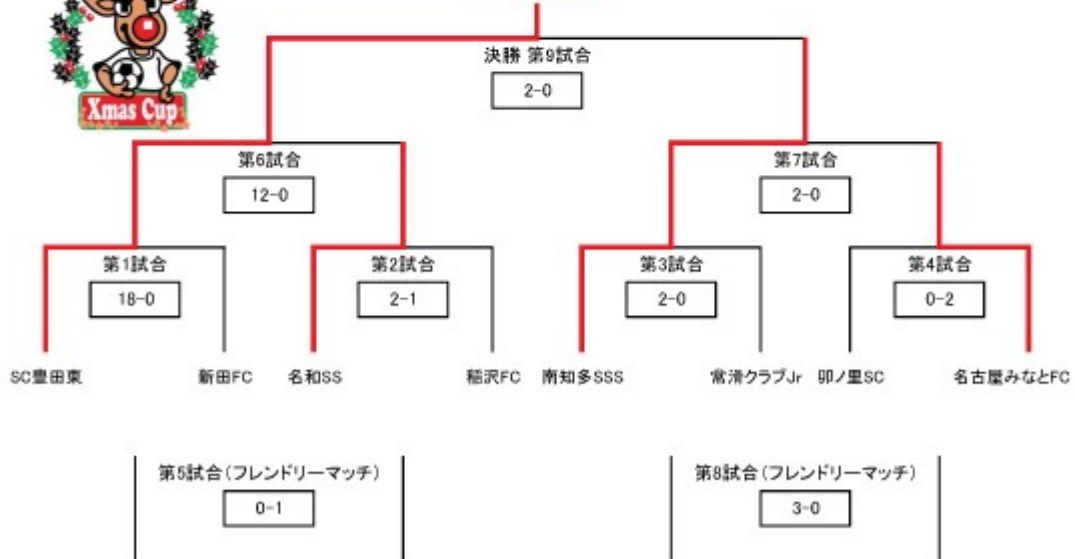 Xmas Cup
決勝 第9試合
2-0
第6試合
12-0
第7試合
2-0
第1試合
18-0
第2試合
2-1
第3試合
2-0
第4試合
0-2
SC豊田東
新田FC
名和SS
稲沢FC
南知多SSS
常滑クラブJr
卯ノ里SC
名古屋みなとFC
第5試合(フレンドリーマッチ)
0-1
第8試合(フレンドリーマッチ)
3-0